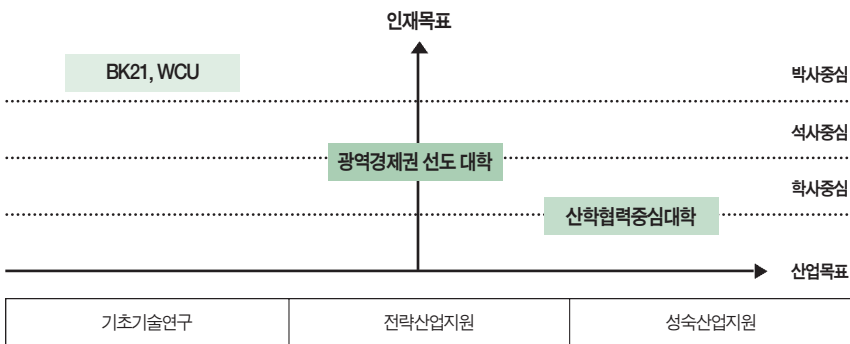 인재목표
BK21, WCU
박사중심
석사중심
광역경제권 선도 대학
학사중심
산학협력중심대학
산업목표
기초기술연구
전략산업지원
성숙산업지원